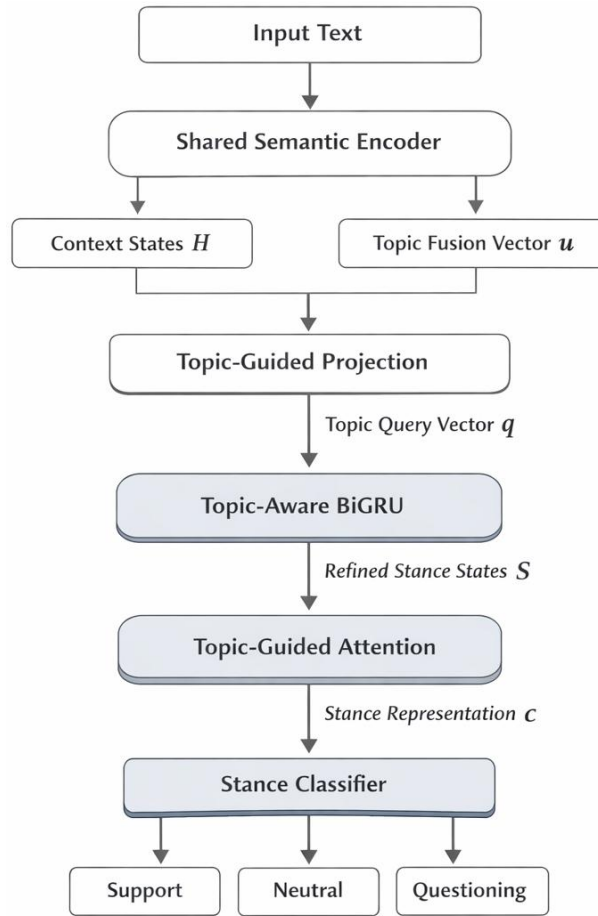 Input Text
Shared Semantic Encoder
Context States H
Topic Fusion Vector u
Topic-Guided Projection
Topic Query Vector q
Topic-Aware BiGRU
Refined Stance States S
Topic-Guided Attention
Stance Representation c
Stance Classifier
Support
Neutral
Questioning